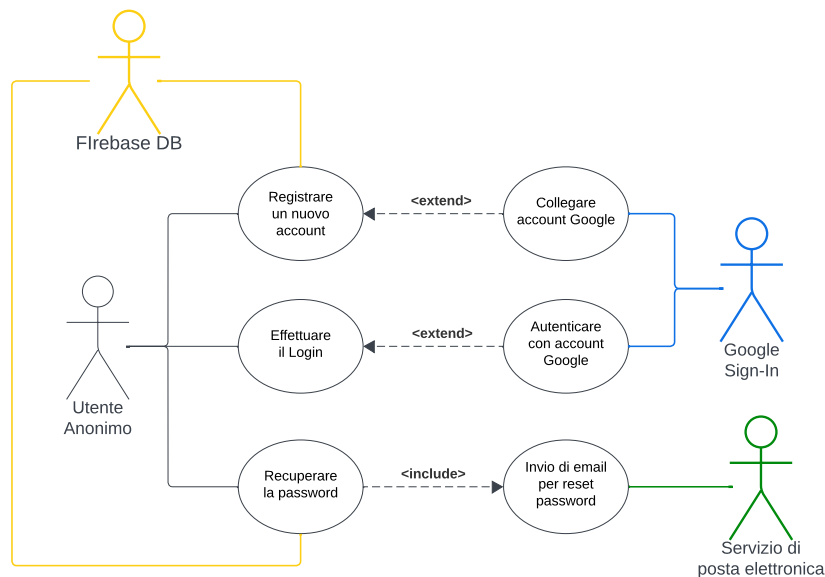 FIrebase DB
Registrare
un nuovo
account
<extend>
Collegare
account Google
Effettuare
il Login
<extend>
Autenticare
con account
Google
Google
Sign-In
Utente
Anonimo
Recuperare
la password
<include>
Invio di email
per reset
password
Servizio di
posta elettronica